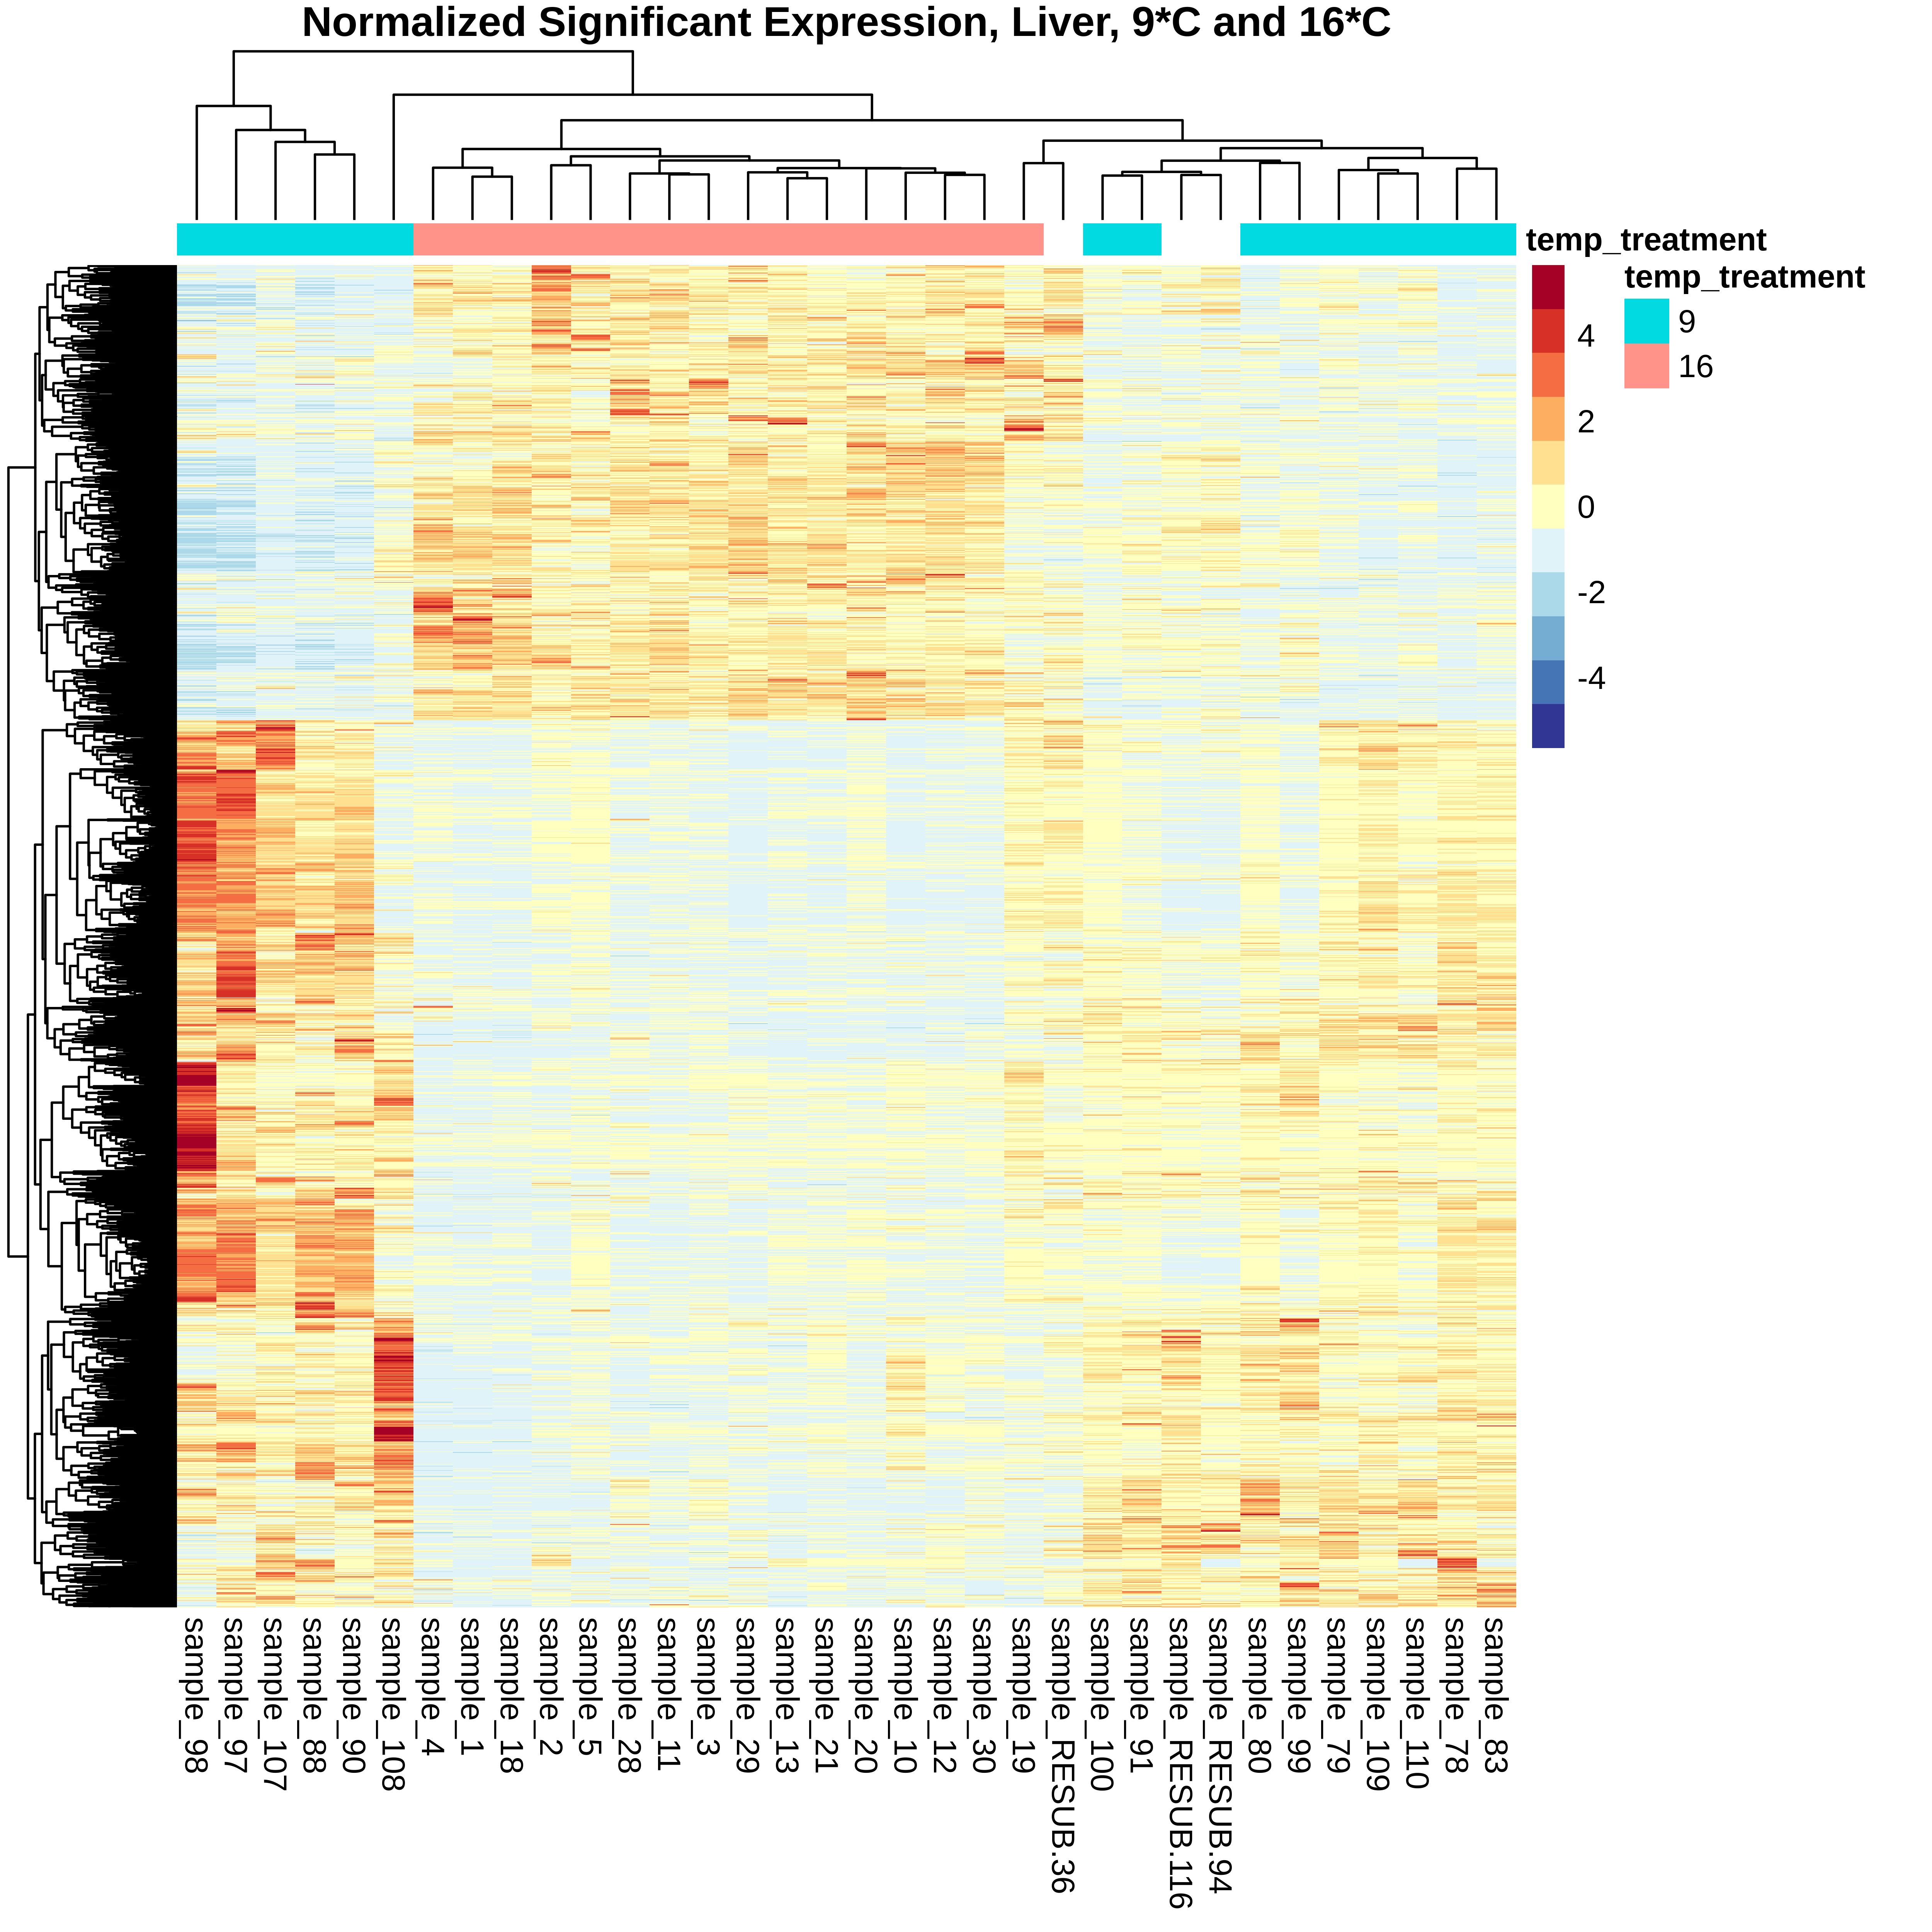 Normalized Significant Expression, Liver, 9*C and 16*C
temp_treatment
temp_treatment
9
16
4
2
0
-2
-4
sample_98
sample_97
sample_107
sample_88
sample_90
sample_108
sample_4
sample_1
sample_18
sample_2
sample_5
sample_28
sample_11
sample_3
sample_29
sample_13
sample_21
sample_20
sample_10
sample_12
sample_30
sample_19
sample_RESUB.36
sample_100
sample_91
sample_RESUB.116
sample_RESUB.94
sample_80
sample_99
sample_79
sample_109
sample_110
sample_78
sample_83